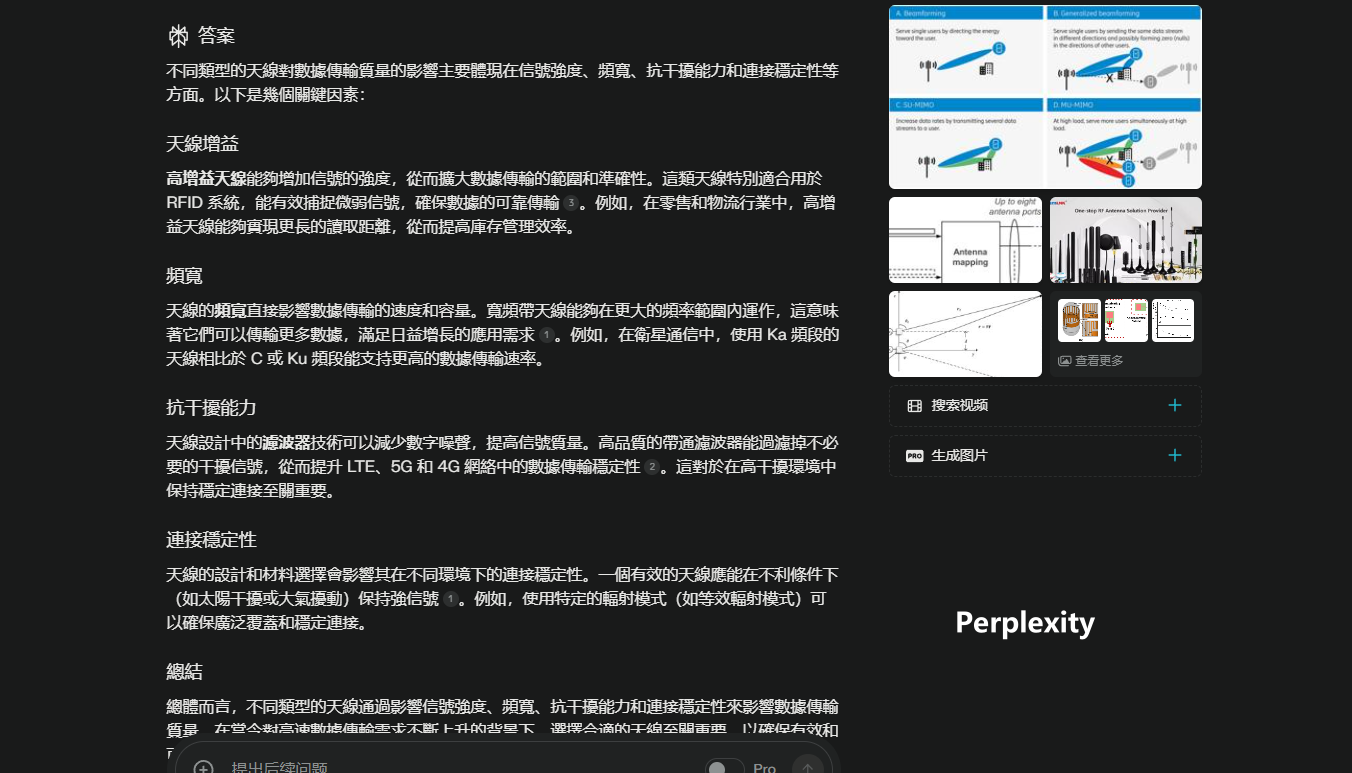 答案
不同類型的天線對數據傳輸質量的影響主要體現在信號強度、頻寬、抗干擾能力和連接穩定性等
方面。以下是幾個關鍵因素：
天線增益
高增益天線能夠增加信號的強度，從而擴大數據傳輸的範圍和準確性。這類天線特別適合用於
RFID 系統，能有效捕捉微弱信號，確保數據的可靠傳輸 3 。例如，在零售和物流行業中，高增
益天線能夠實現更長的讀取距離，從而提高庫存管理效率。
頻寬
天線的頻寬直接影響數據傳輸的速度和容量。寬頻帶天線能夠在更大的頻率範圍內運作，這意味
著它們可以傳輸更多數據，滿足日益增長的應用需求 1 。例如，在衛星通信中，使用 Ka 頻段的
天線相比於 C 或 Ku 頻段能支持更高的數據傳輸速率。
抗干擾能力
天線設計中的濾波器技術可以減少數字噪聲，提高信號質量。高品質的帶通濾波器能過濾掉不必
要的干擾信號，從而提升 LTE、5G 和 4G 網絡中的數據傳輸穩定性 2 。這對於在高干擾環境中
保持穩定連接至關重要。
連接穩定性
天線的設計和材料選擇會影響其在不同環境下的連接穩定性。一個有效的天線應能在不利條件下
（如太陽干擾或大氣擾動）保持強信號 1 。例如，使用特定的輻射模式（如等效輻射模式）可
以確保廣泛覆蓋和穩定連接。
總結
總體而言，不同類型的天線通過影響信號強度、頻寬、抗干擾能力和連接穩定性來影響數據傳輸
質量。在當今對高速數據傳輸需求不斷上升的背景下，選擇合適的天線至關重要，以確保有效和
提出后续问题
Pro
A. Beamforming
Serve single users by directing the energy
toward the user.
B. Generalized beamforming
Serve single users by sending the same data stream
in different directions and possibly forming zero (nulls)
in the directions of other users.
C. SU-MIMO
Increase data rates by transmitting several data
streams to a user.
D. MU-MIMO
At high load, serve more users simultaneously at high
load.
Up to eight
antenna ports
Antenna
mapping
One-stop RF Antenna Solution Provider
查看更多
搜索视频
PRO 生成图片
Perplexity